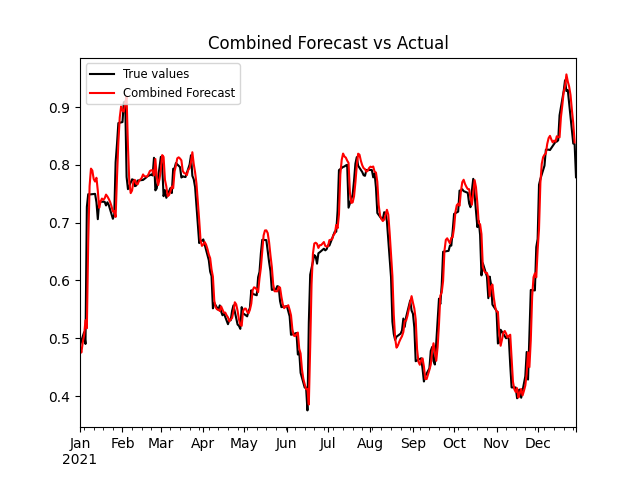 Combined Forecast vs Actual
True values
Combined Forecast
0.9
0.8
0.7
0.6
0.5
0.4
Jan Feb Mar Apr May Jun Jul Aug Sep Oct Nov Dec
2021